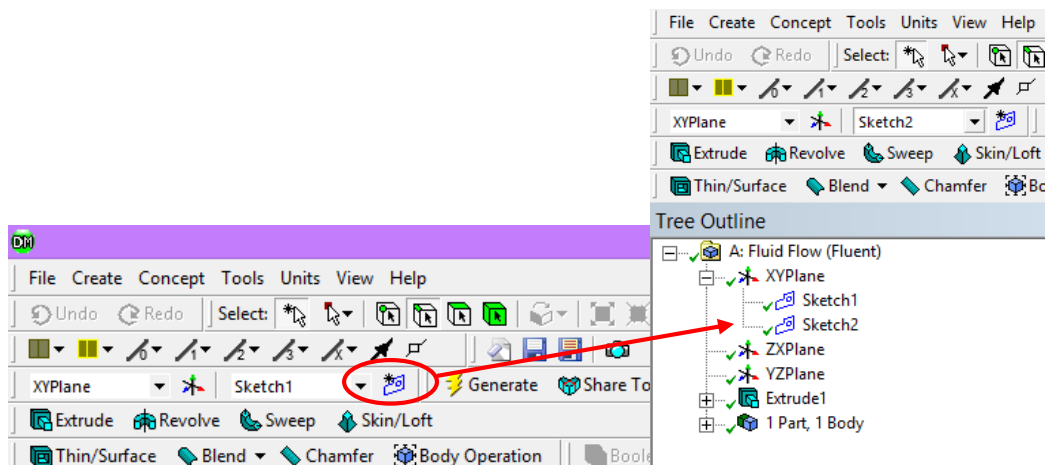 File Create Concept Tools Units View Help
Undo Redo Select:
XYPlane Sketch2
Extrude Revolve Sweep Skin/Loft
Thin/Surface Blend Chamfer Bo
Tree Outline
A: Fluid Flow (Fluent)
XYPlane
Sketch1
Sketch2
ZXPlane
YZPlane
Extrude1
1 Part, 1 Body
DM
File Create Concept Tools Units View Help
Undo Redo Select:
XYPlane Sketch1 Generate Share To
Extrude Revolve Sweep Skin/Loft
Thin/Surface Blend Chamfer Body Operation Boole